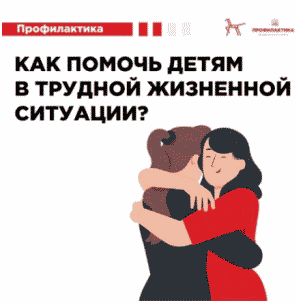 Профилактика
ПРОФИЛАКТИКА
КАК ПОМОЧЬ ДЕТЯМ
В ТРУДНОЙ ЖИЗНЕННОЙ
СИТУАЦИИ?